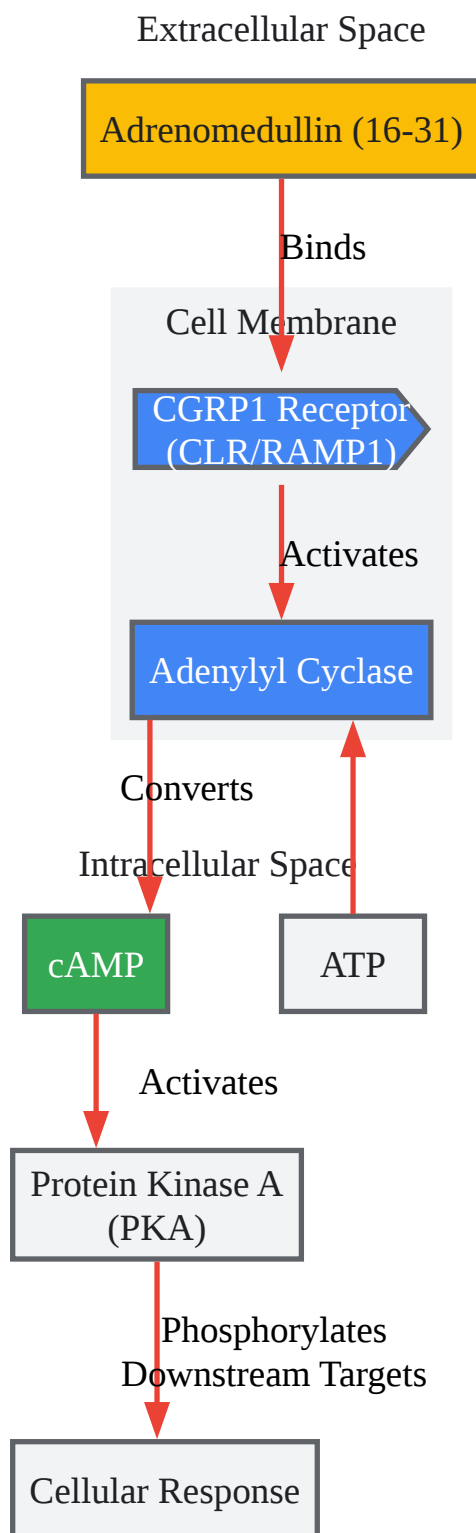 Extracellular Space
Adrenomedullin (16-31)
Binds
Cell Membrane
CGRP1 Receptor
(CLR/RAMP1)
Activates
Adenylyl Cyclase
Converts
Intracellular Space
cAMP
ATP
Activates
Protein Kinase A
(PKA)
Phosphorylates
Downstream Targets
Cellular Response